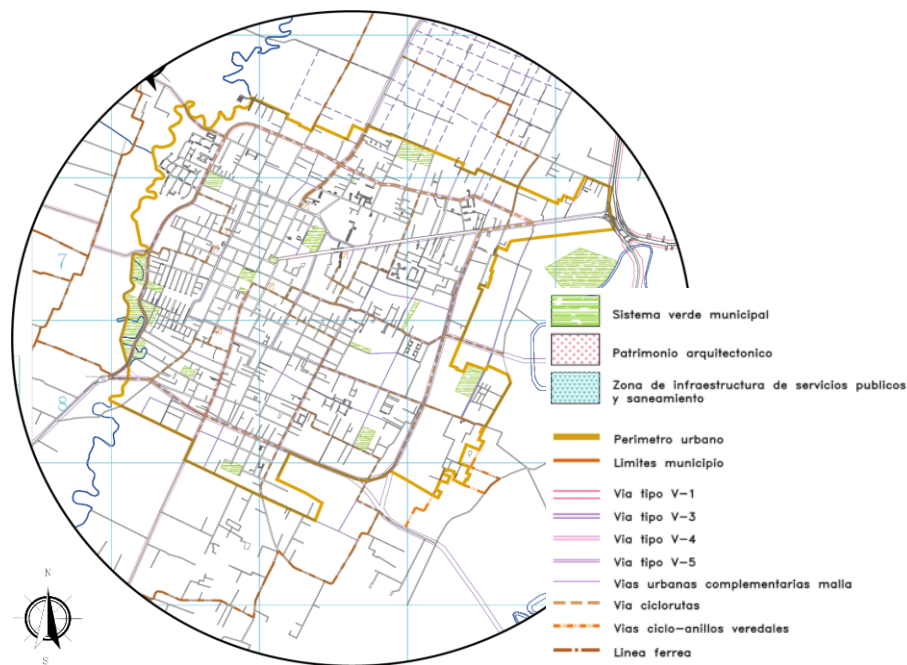 7
8
Sistema verde municipal
Patrimonio arquitectonico
Zona de infraestructura de servicios publicos
y saneamiento
Perimetro urbano
Limites municipio
Via tipo V-1
Via tipo V-3
Via tipo V-4
Via tipo V-5
Vias urbanas complementarias malla
Via ciclorutas
Vias ciclo-anillos veredales
Linea ferrea
N
S